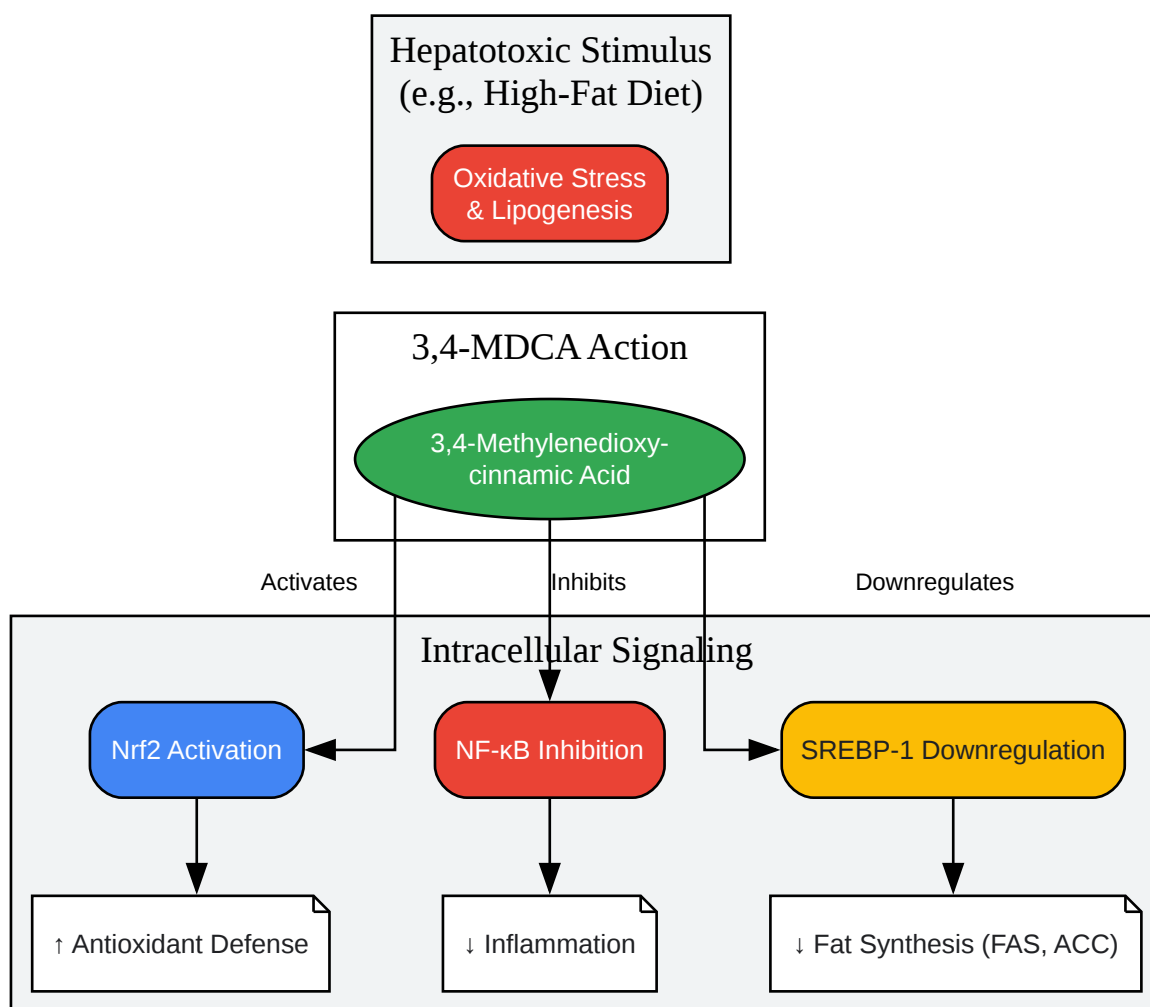 Hepatotoxic Stimulus
(e.g., High-Fat Diet)
Oxidative Stress
& Lipogenesis
3,4-MDCA Action
3,4-Methylenedioxy-
cinnamic Acid
Activates
Inhibits
Downregulates
Intracellular Signaling
Nrf2 Activation
NF-κB Inhibition
SREBP-1 Downregulation
↑ Antioxidant Defense
↓ Inflammation
↓ Fat Synthesis (FAS, ACC)